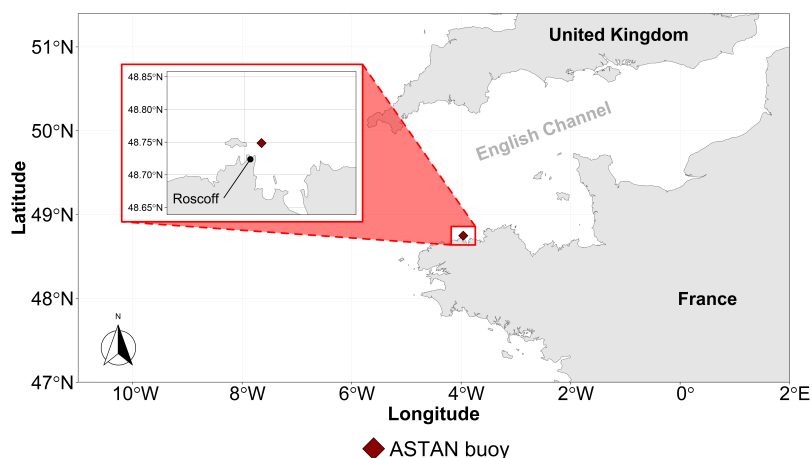 51°N
50°N
49°N
48°N
47°N
Latitude
10°W
8°W
6°W
4°W
2°W
0°
2°E
Longitude
United Kingdom
English Channel
France
48.85°N
48.80°N
48.75°N
48.70°N
48.65°N
Roscoff
N
ASTAN buoy